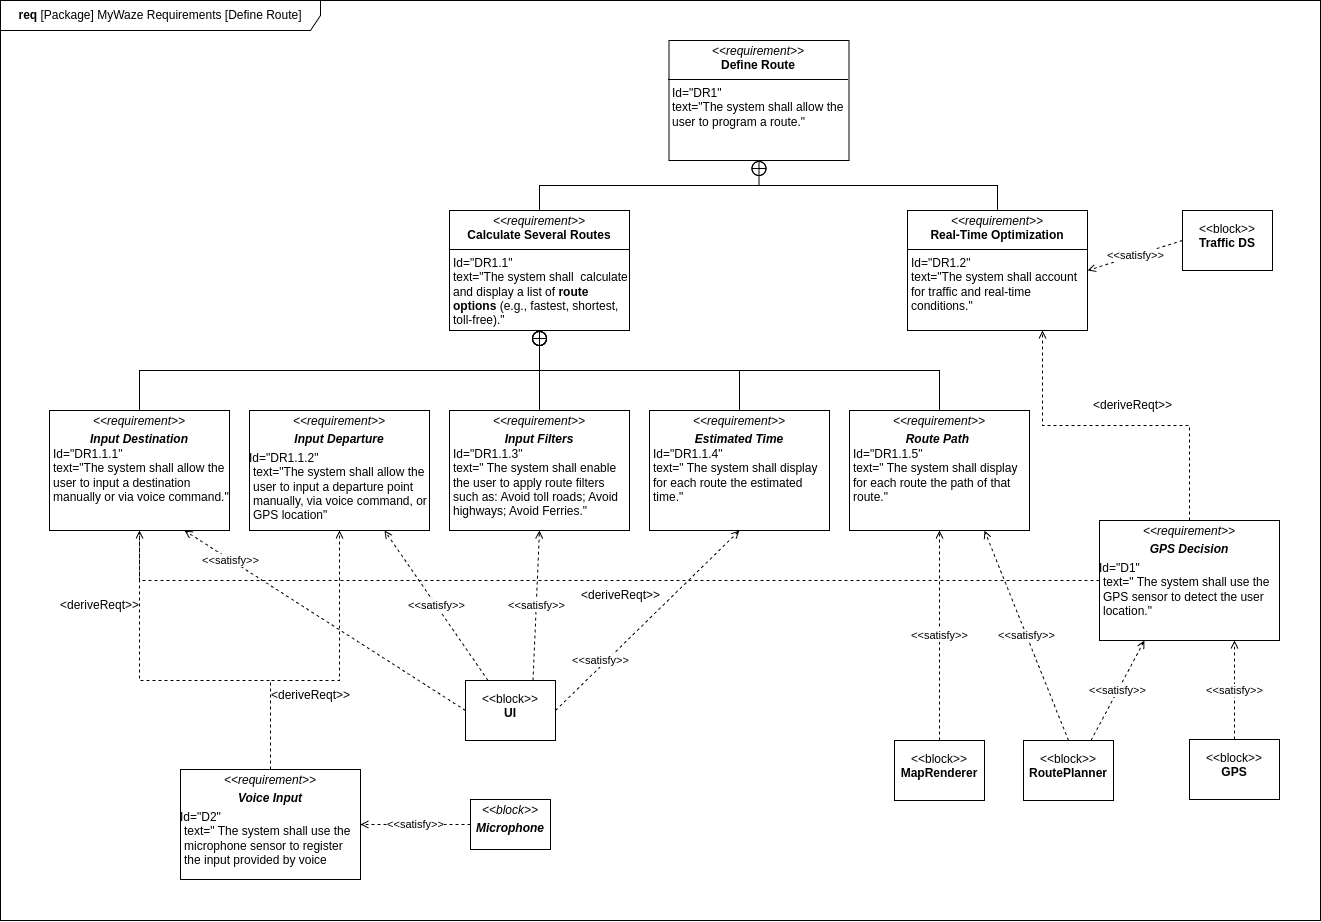 req [Package] MyWaze Requirements [Define Route]
<<requirement>>
Define Route
Id="DR1"
text="The system shall allow the
user to program a route."
<<requirement>>
Calculate Several Routes
Id="DR1.1"
text="The system shall  calculate
and display a list of route
options (e.g., fastest, shortest,
toll-free)."
<<requirement>>
Real-Time Optimization
Id="DR1.2"
text="The system shall account
for traffic and real-time
conditions."
<<block>>
Traffic DS
<<satisfy>>
<<requirement>>
Input Destination
Id="DR1.1.1"
text="The system shall allow the
user to input a destination
manually or via voice command."
<<requirement>>
Input Departure
Id="DR1.1.2"
text="The system shall allow the
user to input a departure point
manually, via voice command, or
GPS location"
<<requirement>>
Input Filters
Id="DR1.1.3"
text=" The system shall enable
the user to apply route filters
such as: Avoid toll roads; Avoid
highways; Avoid Ferries."
<<requirement>>
Estimated Time
Id="DR1.1.4"
text=" The system shall display
for each route the estimated
time."
<<requirement>>
Route Path
Id="DR1.1.5"
text=" The system shall display
for each route the path of that
route."
<deriveReqt>>
<<requirement>>
GPS Decision
Id="D1"
text=" The system shall use the
GPS sensor to detect the user
location."
<<satisfy>>
<deriveReqt>>
<<satisfy>>
<<satisfy>>
<deriveReqt>>
<<satisfy>>
<<satisfy>>
<<satisfy>>
<<satisfy>>
<<satisfy>>
<deriveReqt>>
<<block>>
UI
<<block>>
MapRenderer
<<block>>
RoutePlanner
<<block>>
GPS
<<requirement>>
Voice Input
Id="D2"
text=" The system shall use the
microphone sensor to register
the input provided by voice
<<satisfy>>
<<block>>
Microphone